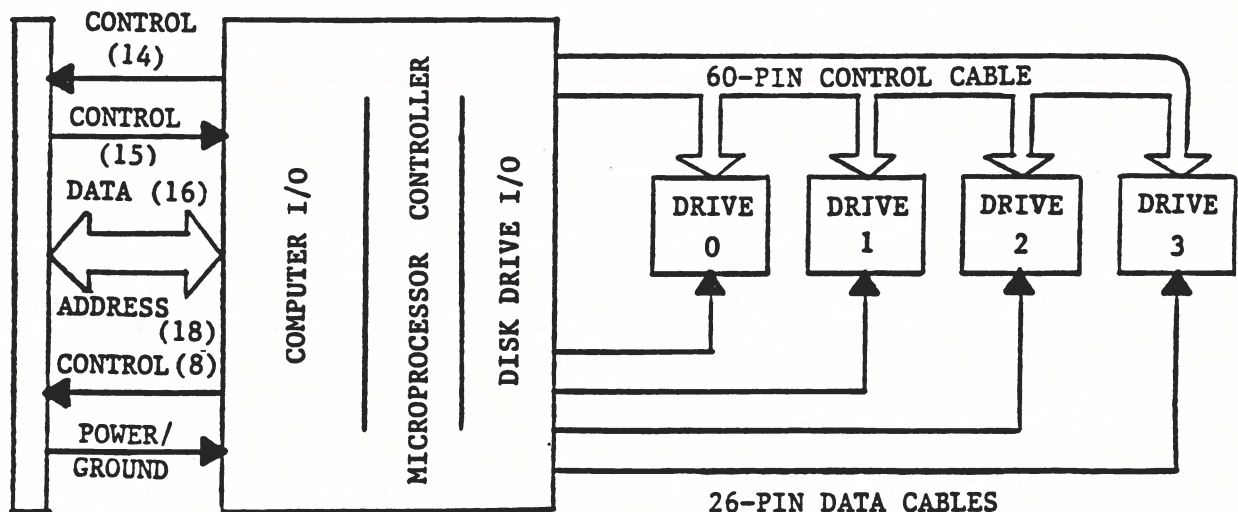 CONTROL
(14)
CONTROL
(15)
DATA (16)
ADDRESS
(18)
CONTROL (8)
POWER/
GROUND
COMPUTER I/O
MICROPROCESSOR CONTROLLER
DISK DRIVE I/O
60-PIN CONTROL CABLE
DRIVE
0
DRIVE
1
DRIVE
2
DRIVE
3
26-PIN DATA CABLES